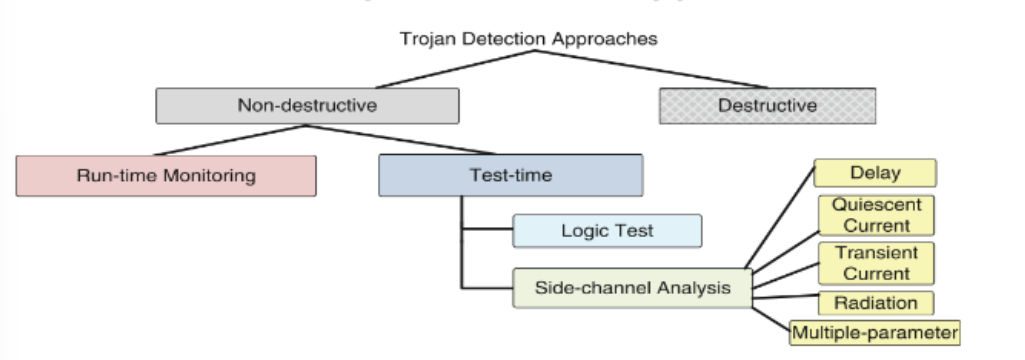 Trojan Detection Approaches
Non-destructive
Destructive
Run-time Monitoring
Test-time
Delay
Quiescent
Current
Logic Test
Transient
Current
Side-channel Analysis
Radiation
Multiple-parameter